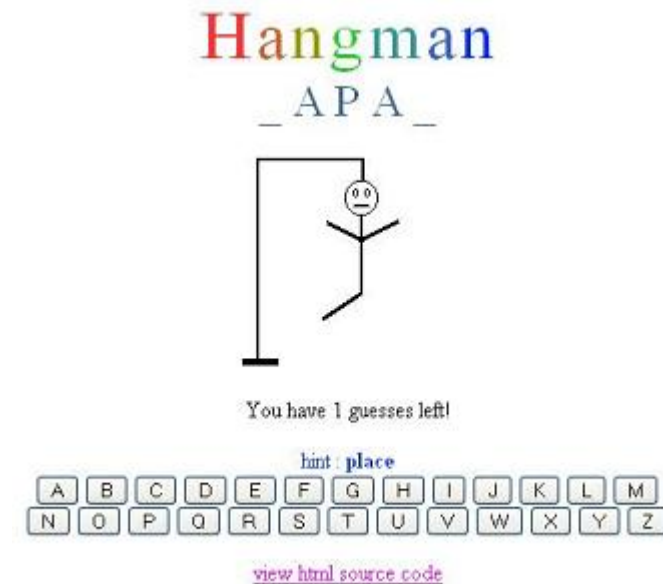 Hangman
_ A P A _
You have 1 guesses left!
hint : place
A B C D E F G H I J K L M
N O P Q R S T U V W X Y Z
view html source code